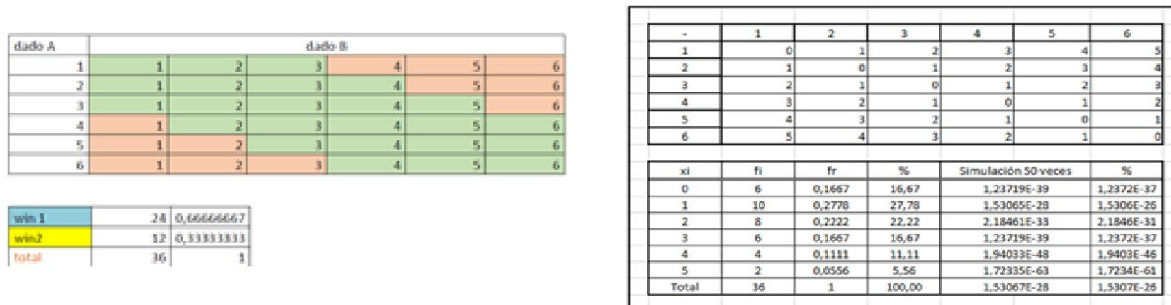 dado A dado B
1 1 2 3 4 5 6
2 1 2 3 4 5 6
3 1 2 3 4 5 6
4 1 2 3 4 5 6
5 1 2 3 4 5 6
6 1 2 3 4 5 6
win 1 24 0,66666667
win2 12 0,33333333
total 36 1
- 1 2 3 4 5 6
1 0 1 2 3 4 5
2 1 0 1 2 3 4
3 2 1 0 1 2 3
4 3 2 1 0 1 2
5 4 3 2 1 0 1
6 5 4 3 2 1 0
xi fi fr % Simulación 50 veces %
0 6 0,1667 16,67 1,23719E-39 1,2372E-37
1 10 0,2778 27,78 1,53065E-28 1,5306E-26
2 8 0,2222 22,22 2,18461E-33 2,1846E-31
3 6 0,1667 16,67 1,23719E-39 1,2372E-37
4 4 0,1111 11,11 1,94033E-48 1,9403E-46
5 2 0,0556 5,56 1,72335E-63 1,7234E-61
Total 36 1 100,00 1,53067E-28 1,5307E-26